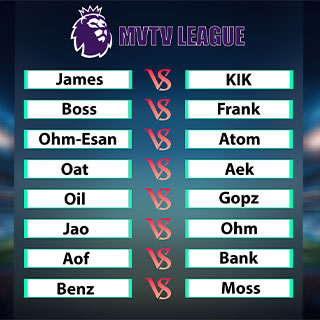 MVTV LEAGUE
James VS KIK
Boss VS Frank
Ohm-Esan VS Atom
Oat VS Aek
Oil VS Gopz
Jao VS Ohm
Aof VS Bank
Benz VS Moss